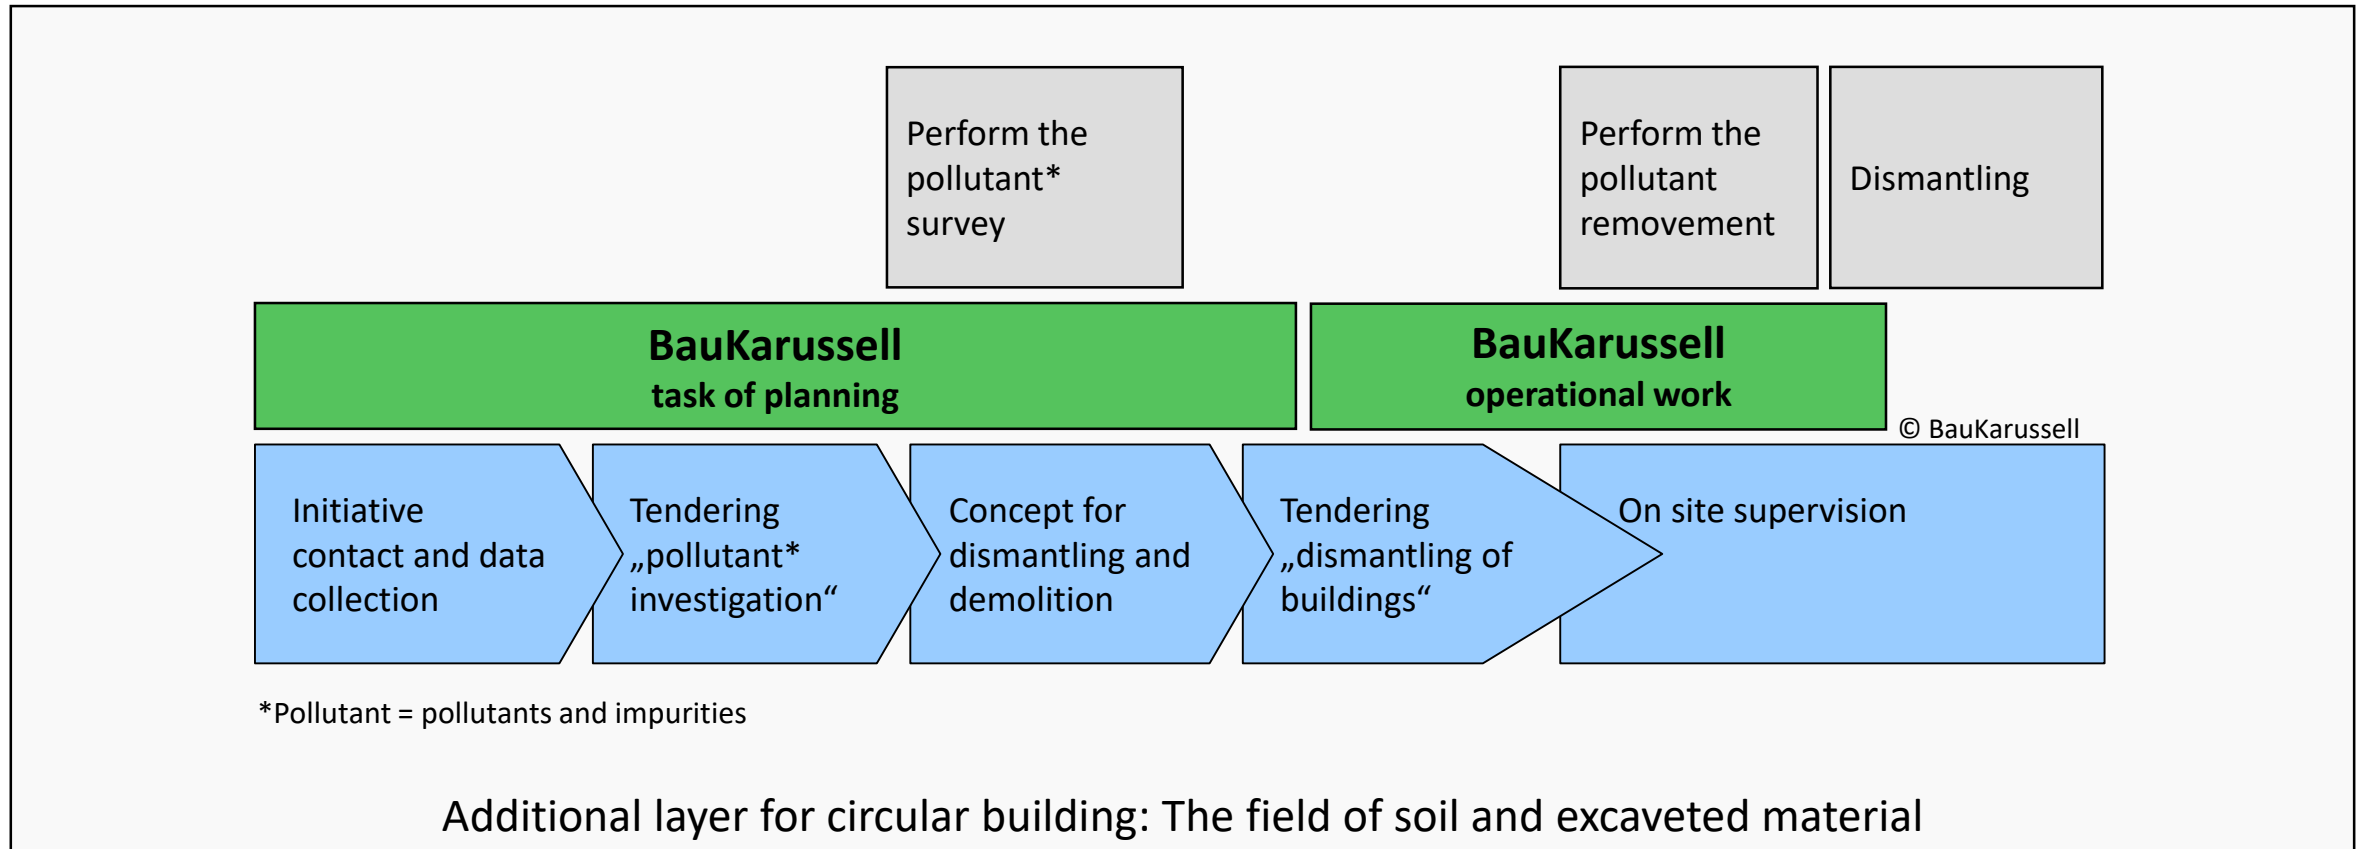 Perform the
pollutant*
survey
Perform the
pollutant
removement
Dismantling
BauKarussell
task of planning
BauKarussell
operational work
© BauKarussell
Initiative
contact and data
collection
Tendering
„pollutant*
investigation“
Concept for
dismantling and
demolition
Tendering
„dismantling of
buildings“
On site supervision
*Pollutant = pollutants and impurities
Additional layer for circular building: The field of soil and excaveted material